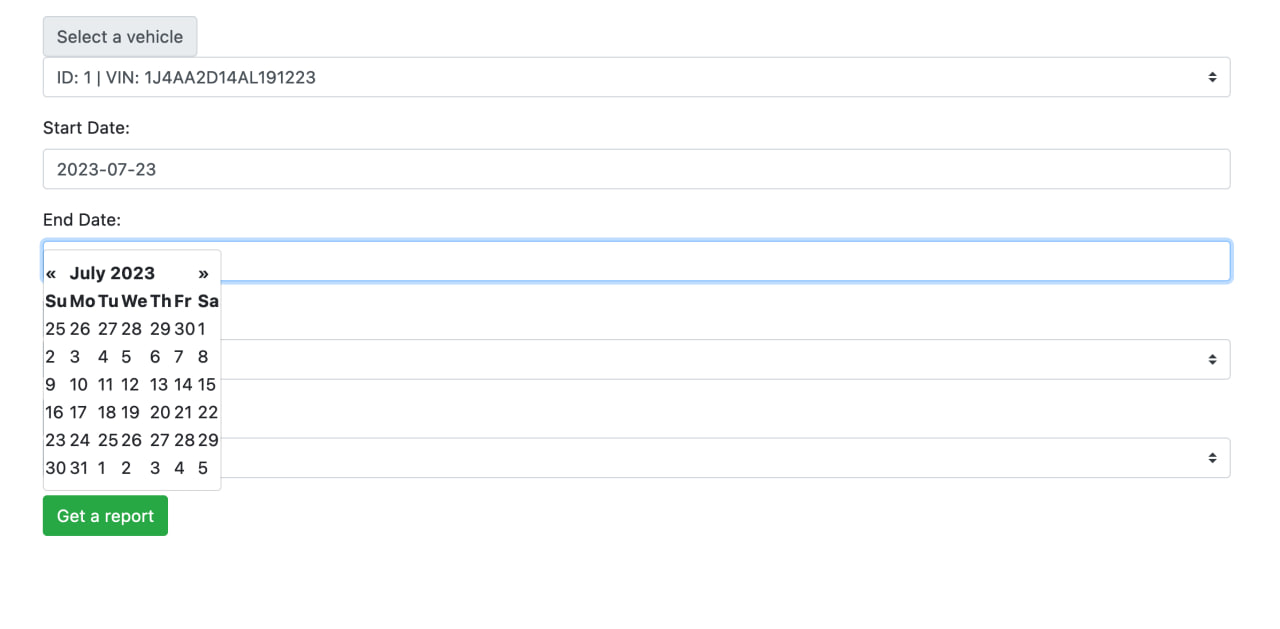 Select a vehicle
ID: 1 | VIN: 1J4AA2D14AL191223
Start Date:
2023-07-23
End Date:
« July 2023 »
Su Mo Tu We Th Fr Sa
25 26 27 28 29 30 1
2 3 4 5 6 7 8
9 10 11 12 13 14 15
16 17 18 19 20 21 22
23 24 25 26 27 28 29
30 31 1 2 3 4 5
Get a report